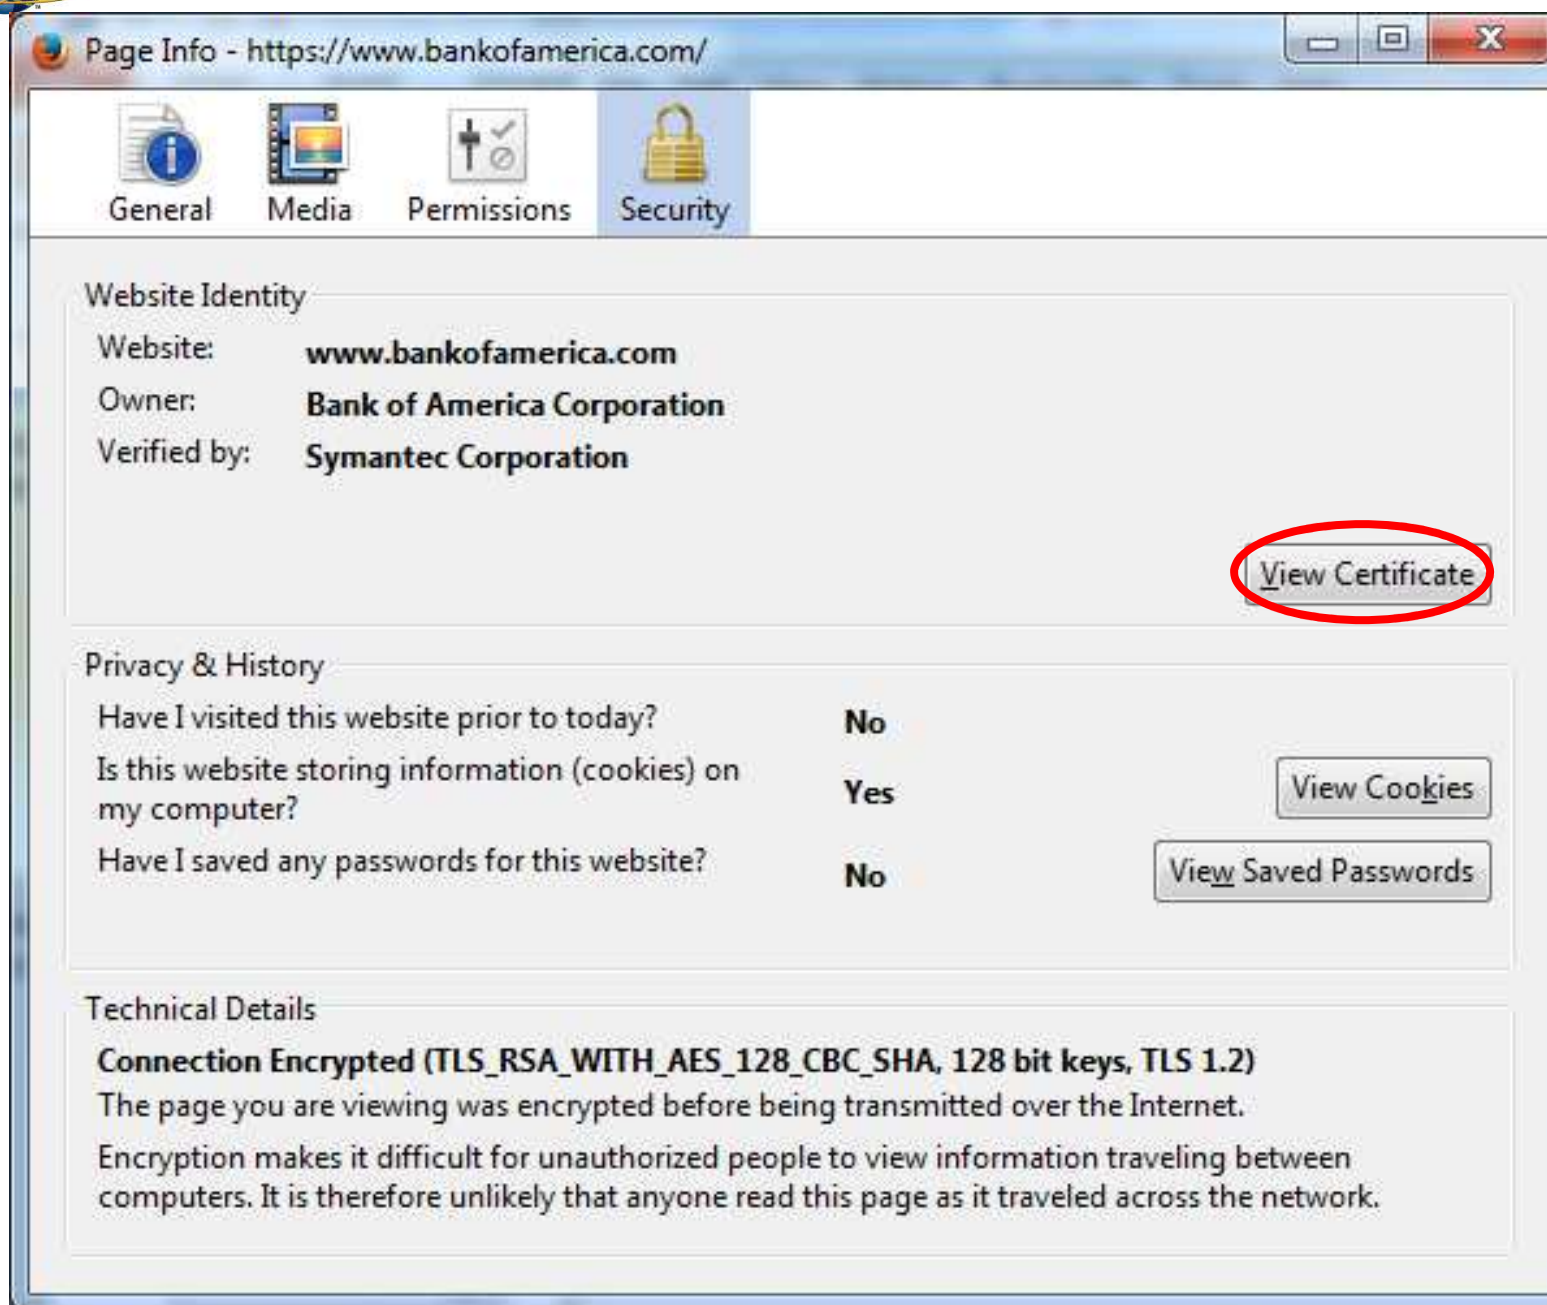 Page Info - https://www.bankofamerica.com/
General Media Permissions Security
Website Identity
Website: www.bankofamerica.com
Owner: Bank of America Corporation
Verified by: Symantec Corporation
View Certificate
Privacy & History
Have I visited this website prior to today? No
Is this website storing information (cookies) on
my computer? Yes View Cookies
Have I saved any passwords for this website? No View Saved Passwords
Technical Details
Connection Encrypted (TLS_RSA_WITH_AES_128_CBC_SHA, 128 bit keys, TLS 1.2)
The page you are viewing was encrypted before being transmitted over the Internet.
Encryption makes it difficult for unauthorized people to view information traveling between
computers. It is therefore unlikely that anyone read this page as it traveled across the network.